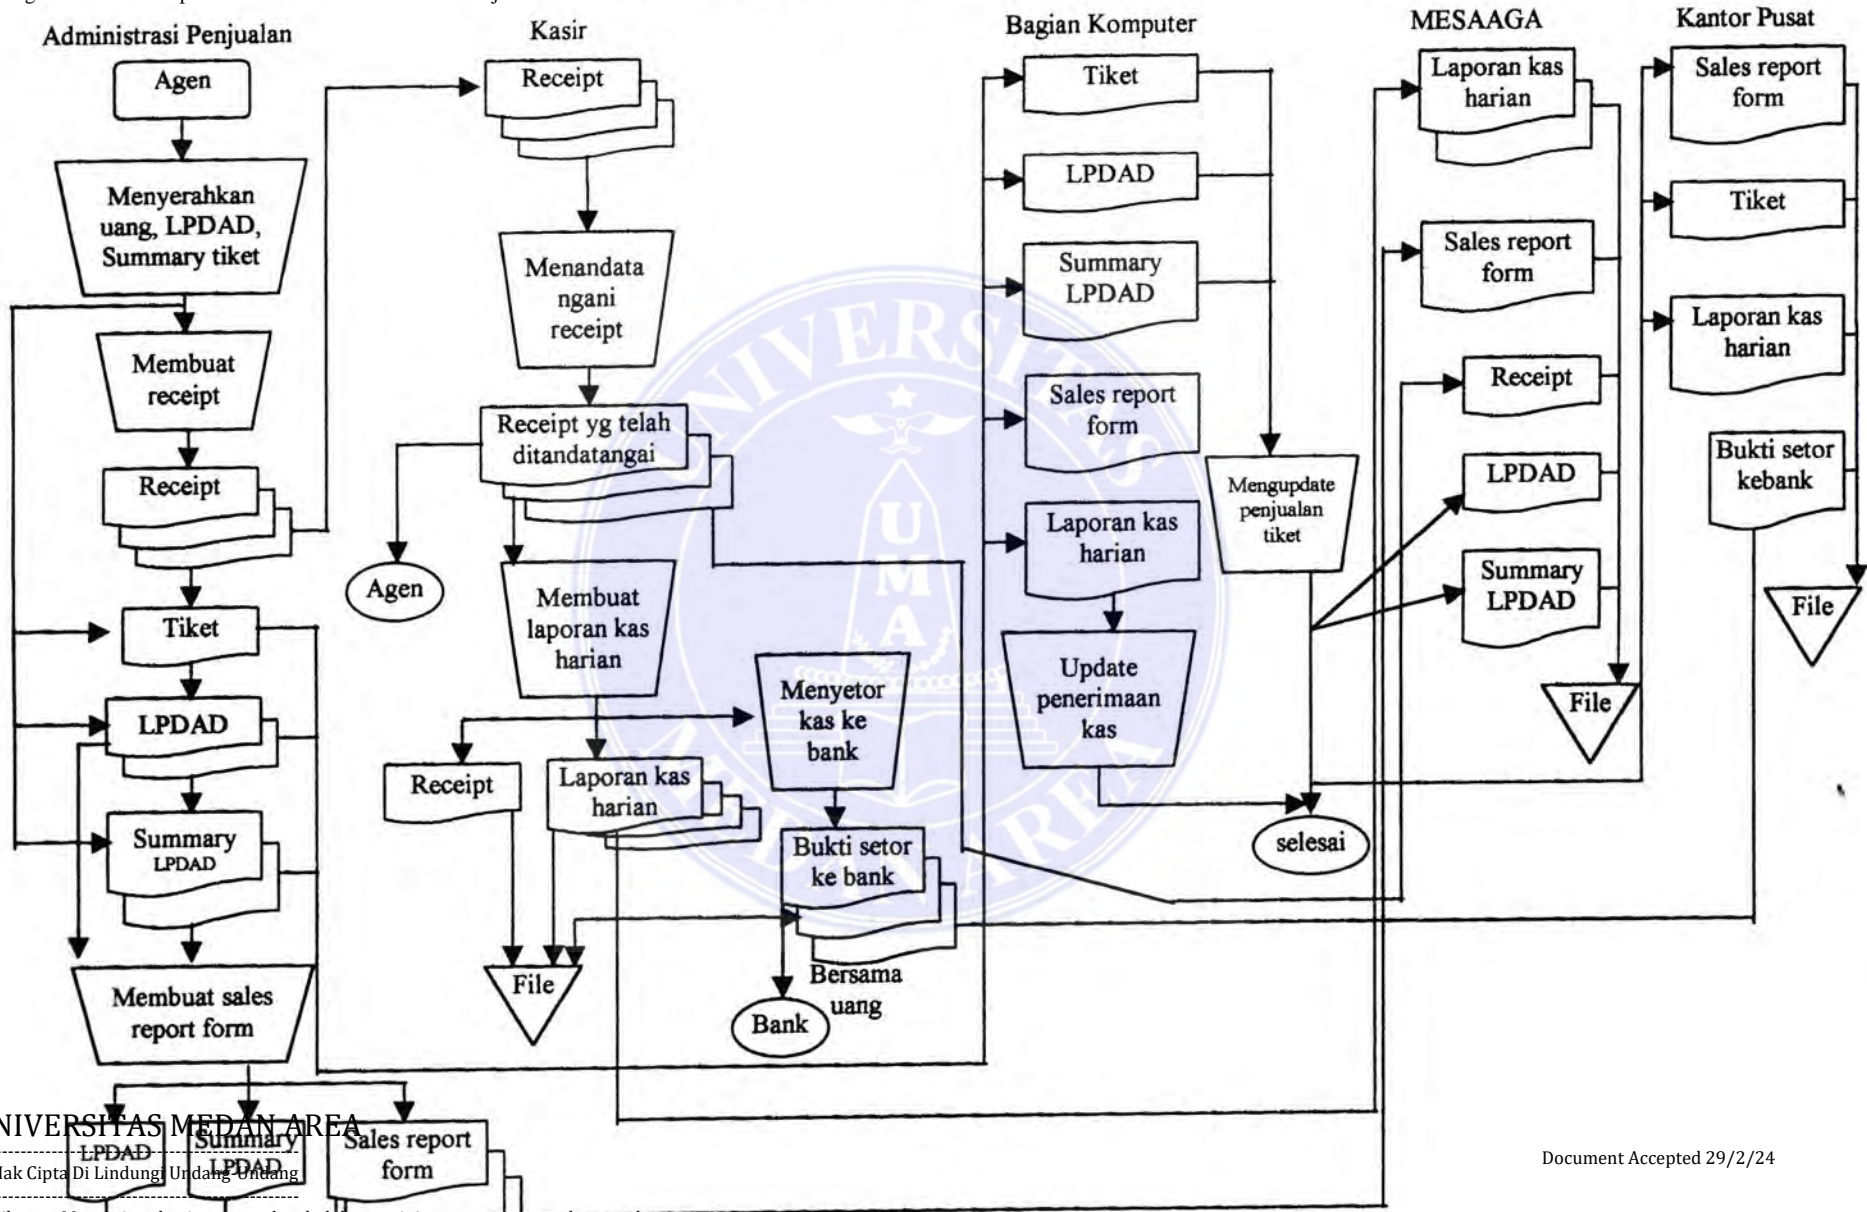 Administrasi Penjualan
Agen
Menyerahkan
uang, LPDAD,
Summary tiket
Membuat
receipt
Receipt
Tiket
LPDAD
Summary
LPDAD
Membuat sales
report form
LPDAD
Summary
LPDAD
Sales report
form
Kasir
Receipt
Menandata
ngani
receipt
Receipt yg telah
ditandatangai
Agen
Membuat
laporan kas
harian
Receipt
Laporan kas
harian
File
Menyetor
kas ke
bank
Bukti setor
ke bank
Bersama
uang
Bank
Bagian Komputer
Tiket
LPDAD
Summary
LPDAD
Sales report
form
Laporan kas
harian
Update
penerimaan
kas
Mengupdate
penjualan
tiket
selesai
MESAAGA
Laporan kas
harian
Sales report
form
Receipt
LPDAD
Summary
LPDAD
File
Kantor Pusat
Sales report
form
Tiket
Laporan kas
harian
Bukti setor
kebank
File
UNIVERSITAS
MEDAN AREA
UMA
NIVERSITAS MEDAN AREA
Hak Cipta Di Lindungi Undang-Undang
Document Accepted 29/2/24